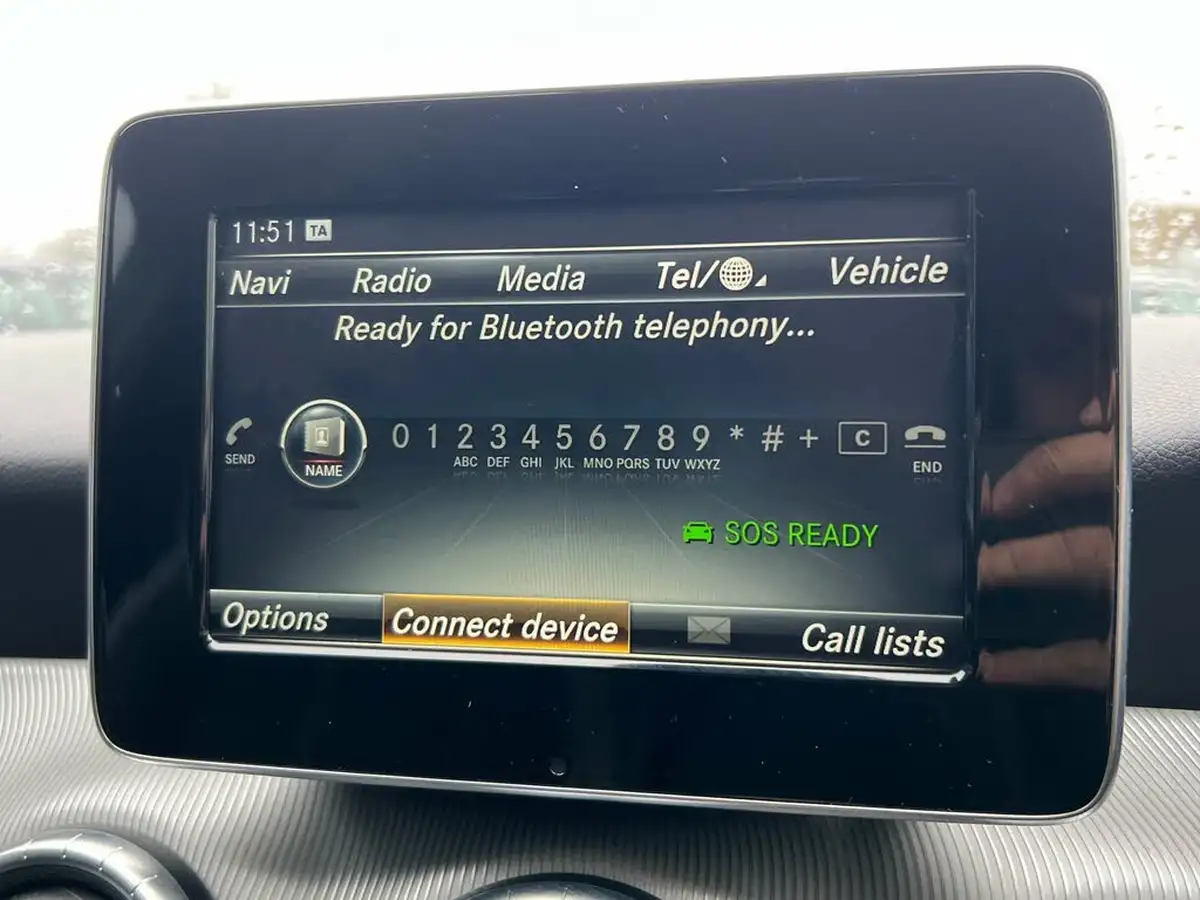 11:51 TA
Navi Radio Media Tel/ Vehicle
Ready for Bluetooth telephony...
SEND NAME 0 1 2 3 4 5 6 7 8 9 * # + C END
ABC DEF GHI JKL MNO PQRS TUV WXYZ
SOS READY
Options Connect device Call lists